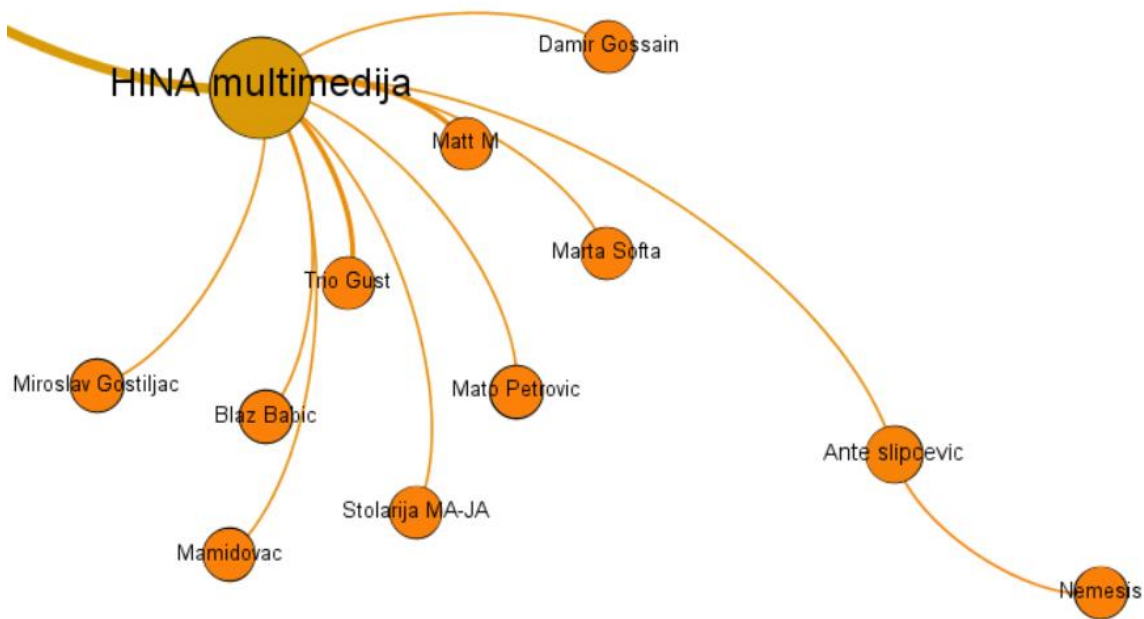 Damir Gossain
HINA multimedija
Matt M
Marta Softa
Trio Gust
Miroslav Gostiljac
Mato Petrovic
Blaz Babic
Ante slipcevic
Stolarija MA-JA
Mamidovac
Nemesis